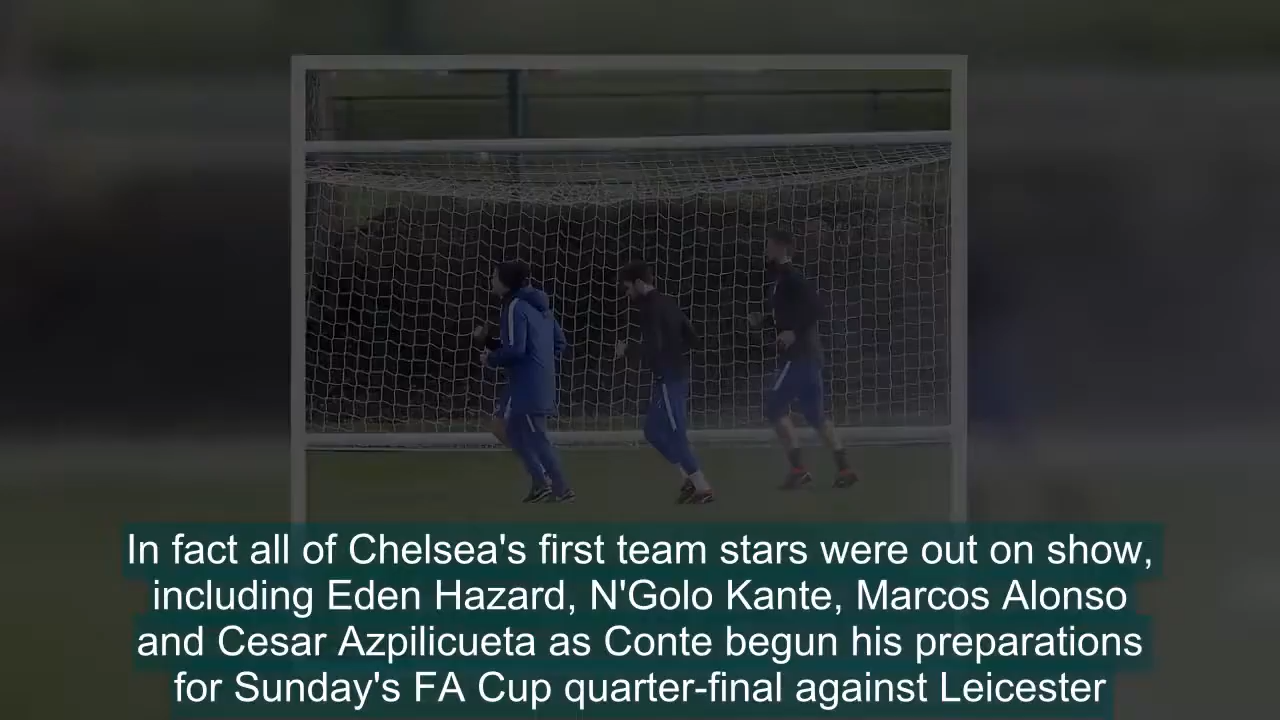 In fact all of Chelsea's first team stars were out on show,
including Eden Hazard, N'Golo Kante, Marcos Alonso
and Cesar Azpilicueta as Conte begun his preparations
for Sunday's FA Cup quarter-final against Leicester